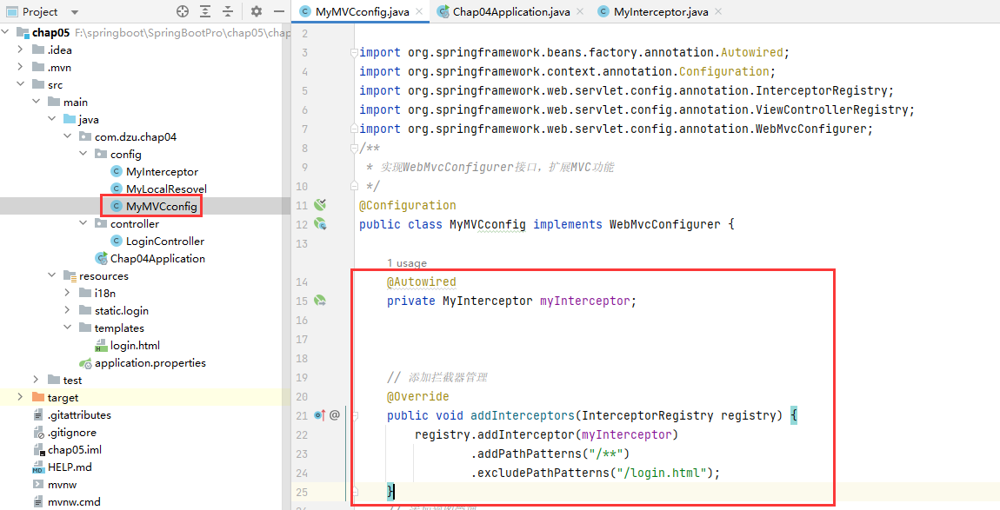 Project
chap05 F:\springboot\SpringBootPro\chap05\chap
.idea
.mvn
src
main
java
com.dzu.chap04
config
MyInterceptor
MyLocalResovel
MyMVCconfig
controller
LoginController
Chap04Application
resources
i18n
static.login
templates
login.html
application.properties
test
target
.gitattributes
.gitignore
chap05.iml
HELP.md
mvnw
mvnw.cmd
MyMVCconfig.java
Chap04Application.java
MyInterceptor.java
2
3 import org.springframework.beans.factory.annotation.Autowired;
4 import org.springframework.context.annotation.Configuration;
5 import org.springframework.web.servlet.config.annotation.InterceptorRegistry;
6 import org.springframework.web.servlet.config.annotation.ViewControllerRegistry;
7 import org.springframework.web.servlet.config.annotation.WebMvcConfigurer;
8 /**
9 * 实现WebMvcConfigurer接口，扩展MVC功能
10 */
11 @Configuration
12 public class MyMVCconfig implements WebMvcConfigurer {
13
1 usage
14 @Autowired
15 private MyInterceptor myInterceptor;
16
17
18
19 // 添加拦截器管理
20 @Override
21 public void addInterceptors(InterceptorRegistry registry) {
22 registry.addInterceptor(myInterceptor)
23 .addPathPatterns("/**")
24 .excludePathPatterns("/login.html");
25 }